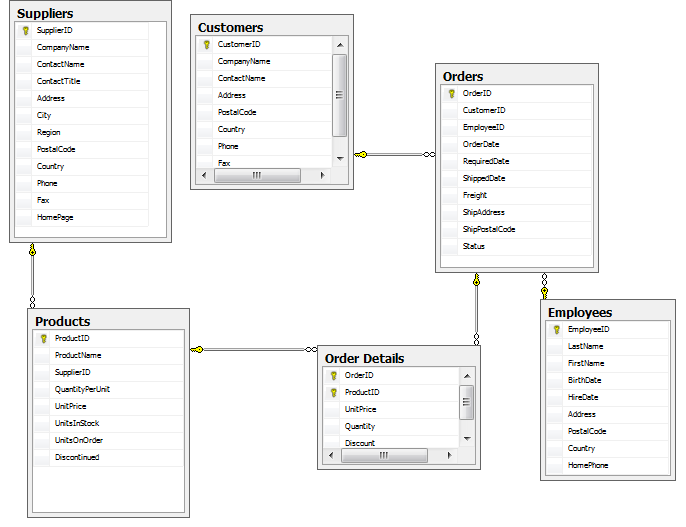 Suppliers
SupplierID
CompanyName
ContactName
ContactTitle
Address
City
Region
PostalCode
Country
Phone
Fax
HomePage
Customers
CustomerID
CompanyName
ContactName
Address
PostalCode
Country
Phone
Fax
Orders
OrderID
CustomerID
EmployeeID
OrderDate
RequiredDate
ShippedDate
Freight
ShipAddress
ShipPostalCode
Status
Products
ProductID
ProductName
SupplierID
QuantityPerUnit
UnitPrice
UnitsInStock
UnitsOnOrder
Discontinued
Order Details
OrderID
ProductID
UnitPrice
Quantity
Discount
Employees
EmployeeID
LastName
FirstName
BirthDate
HireDate
Address
PostalCode
Country
HomePhone